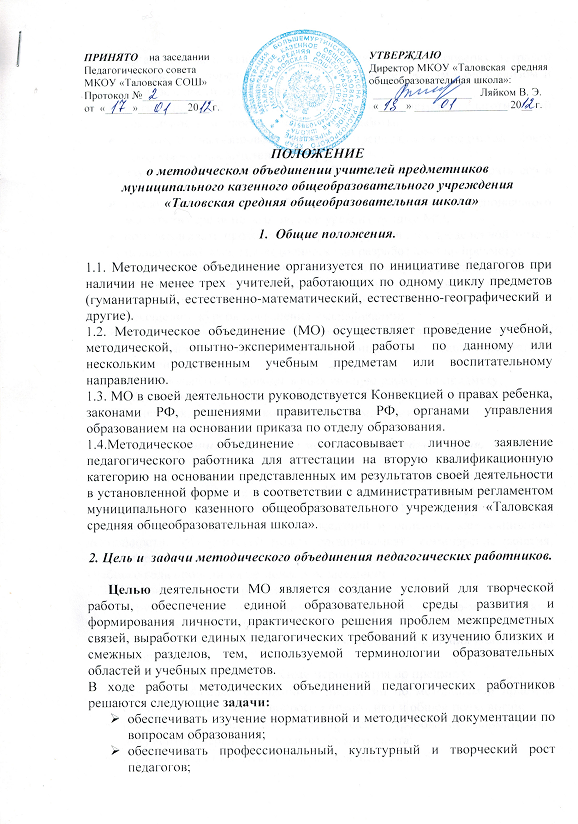 ПРИНЯТО на заседании
Педагогического совета
МКОУ «Таловская СОШ»
Протокол № 2
от « 17 » 01 2012г.
УТВЕРЖДАЮ
Директор МКОУ «Таловская средняя
общеобразовательная школа»:
Ляйком В. Э.
« 18 » 01 2012г.
ПОЛОЖЕНИЕ
о методическом объединении учителей предметников
муниципального казенного общеобразовательного учреждения
«Таловская средняя общеобразовательная школа»
1. Общие положения.
1.1. Методическое объединение организуется по инициативе педагогов при
наличии не менее трех учителей, работающих по одному циклу предметов
(гуманитарный, естественно-математический, естественно-географический и
другие).
1.2. Методическое объединение (МО) осуществляет проведение учебной,
методической, опытно-экспериментальной работы по данному или
нескольким родственным учебным предметам или воспитательному
направлению.
1.3. МО в своей деятельности руководствуется Конвекцией о правах ребенка,
законами РФ, решениями правительства РФ, органами управления
образованием на основании приказа по отделу образования.
1.4.Методическое объединение согласовывает личное заявление
педагогического работника для аттестации на вторую квалификационную
категорию на основании представленных им результатов своей деятельности
в установленной форме и в соответствии с административным регламентом
муниципального казенного общеобразовательного учреждения «Таловская
средняя общеобразовательная школа».
2. Цель и задачи методического объединения педагогических работников.
Целью деятельности МО является создание условий для творческой
работы, обеспечение единой образовательной среды развития и
формирования личности, практического решения проблем межпредметных
связей, выработки единых педагогических требований к изучению близких и
смежных разделов, тем, используемой терминологии образовательных
областей и учебных предметов.
В ходе работы методических объединений педагогических работников
решаются следующие задачи:
➢ обеспечивать изучение нормативной и методической документации по
вопросам образования;
➢ обеспечивать профессиональный, культурный и творческий рост
педагогов;